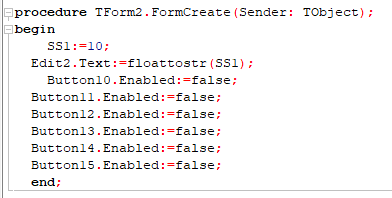 procedure TForm2.FormCreate(Sender: TObject);
begin
SS1:=10;
Edit2.Text:=floattostr(SS1);
Button10.Enabled:=false;
Button11.Enabled:=false;
Button12.Enabled:=false;
Button13.Enabled:=false;
Button14.Enabled:=false;
Button15.Enabled:=false;
end;